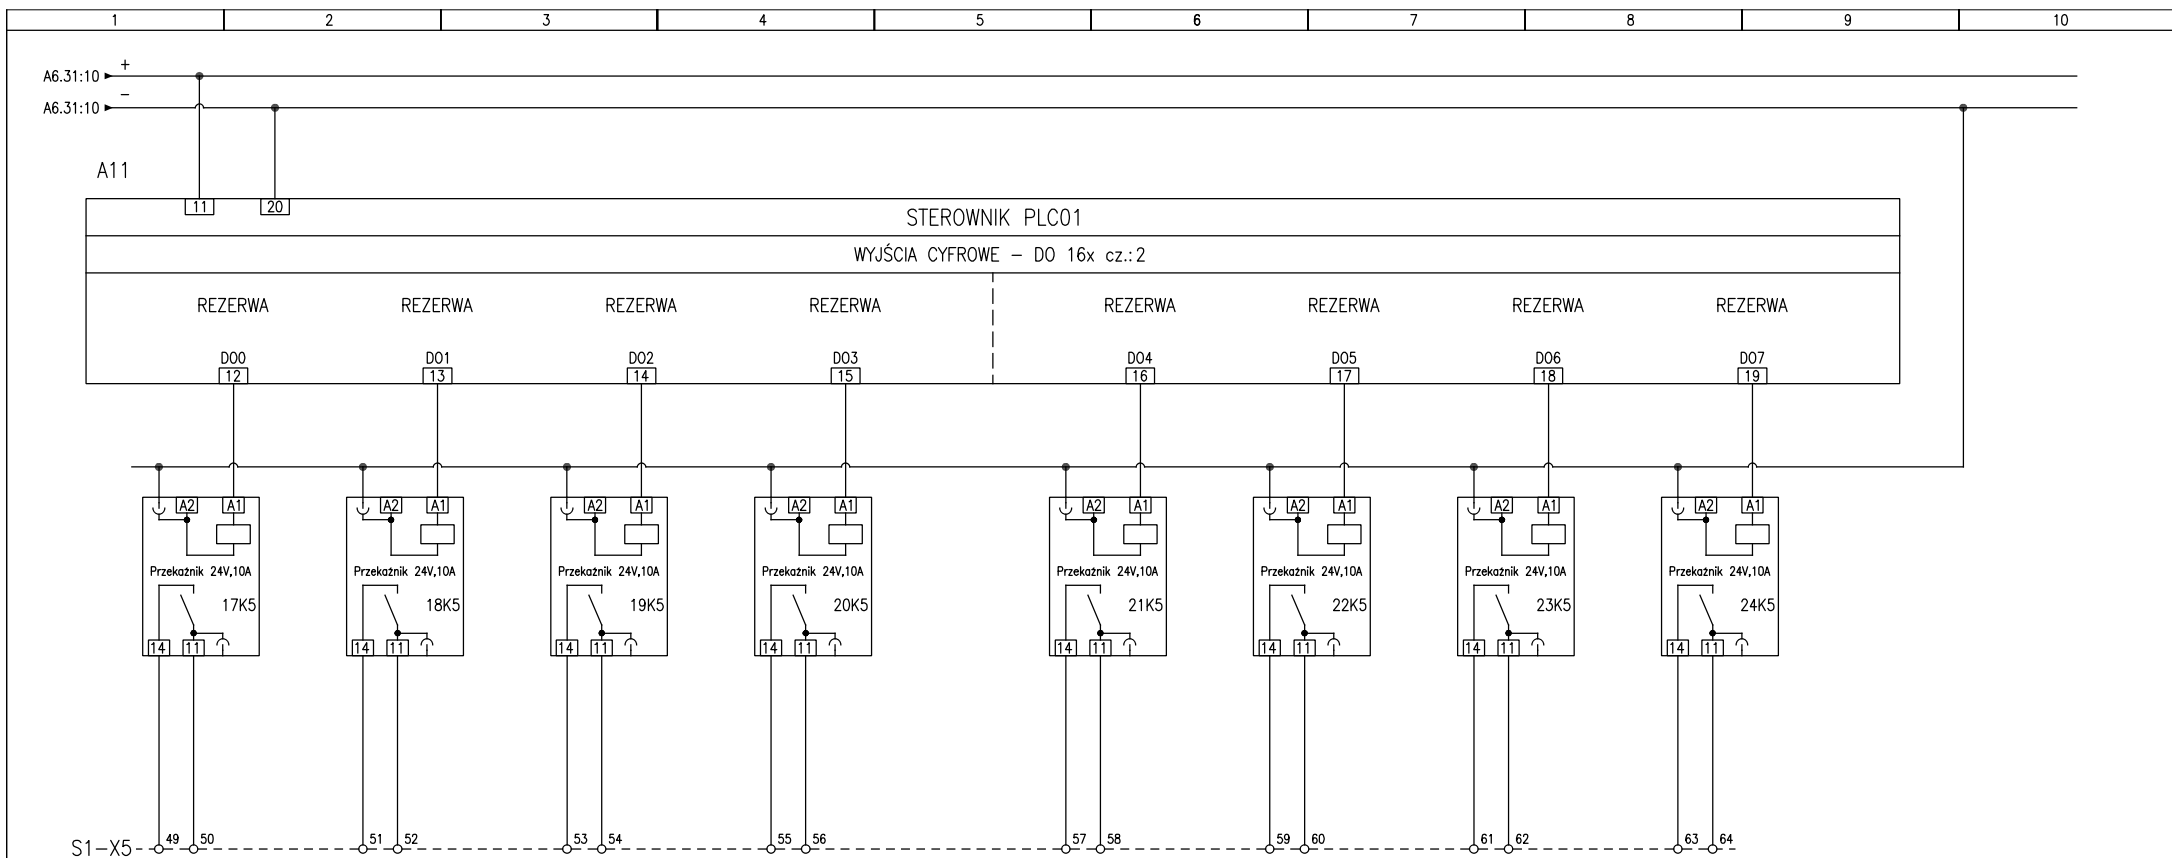 1 2 3 4 5 6 7 8 9 10
A6.31:10 +
A6.31:10 –
A11
11 20
STEROWNIK PLC01
WYJŚCIA CYFROWE – DO 16x cz.:2
REZERWA REZERWA REZERWA REZERWA REZERWA REZERWA REZERWA REZERWA
DO0 DO1 DO2 DO3 DO4 DO5 DO6 DO7
12 13 14 15 16 17 18 19
A2 A1 A2 A1 A2 A1 A2 A1 A2 A1 A2 A1 A2 A1 A2 A1
Przekaźnik 24V,10A Przekaźnik 24V,10A Przekaźnik 24V,10A Przekaźnik 24V,10A Przekaźnik 24V,10A Przekaźnik 24V,10A Przekaźnik 24V,10A Przekaźnik 24V,10A
17K5 18K5 19K5 20K5 21K5 22K5 23K5 24K5
14 11 14 11 14 11 14 11 14 11 14 11 14 11 14 11
S1–X5 49 50 51 52 53 54 55 56 57 58 59 60 61 62 63 64